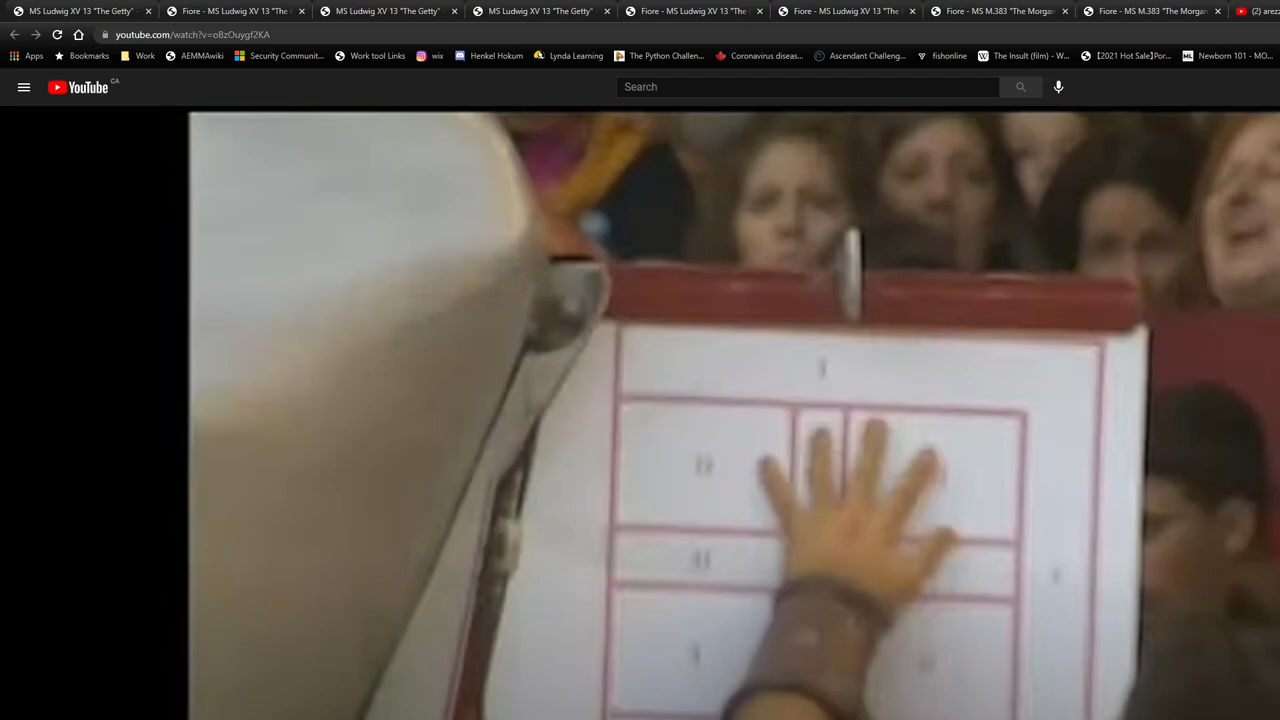 MS Ludwig XV 13 "The Getty" -
Fiore - MS Ludwig XV 13 "The
MS Ludwig XV 13 "The Getty" -
MS Ludwig XV 13 "The Getty" -
Fiore - MS Ludwig XV 13 "The
Fiore - MS Ludwig XV 13 "The
Fiore - MS M.383 "The Morgan
Fiore - MS M.383 "The Morgan
(2) arezz
youtube.com/watch?v=oBzOuygf2KA
Apps Bookmarks Work AEMMAwiki Security Communit... Work tool Links wix Henkel Hokum Lynda Learning The Python Challen... Coronavirus diseas... Ascendant Challeng... fishonline The Insult (film) - W... 【2021 Hot Sale】Por... Newborn 101 - MO...
YouTube CA
Search
I